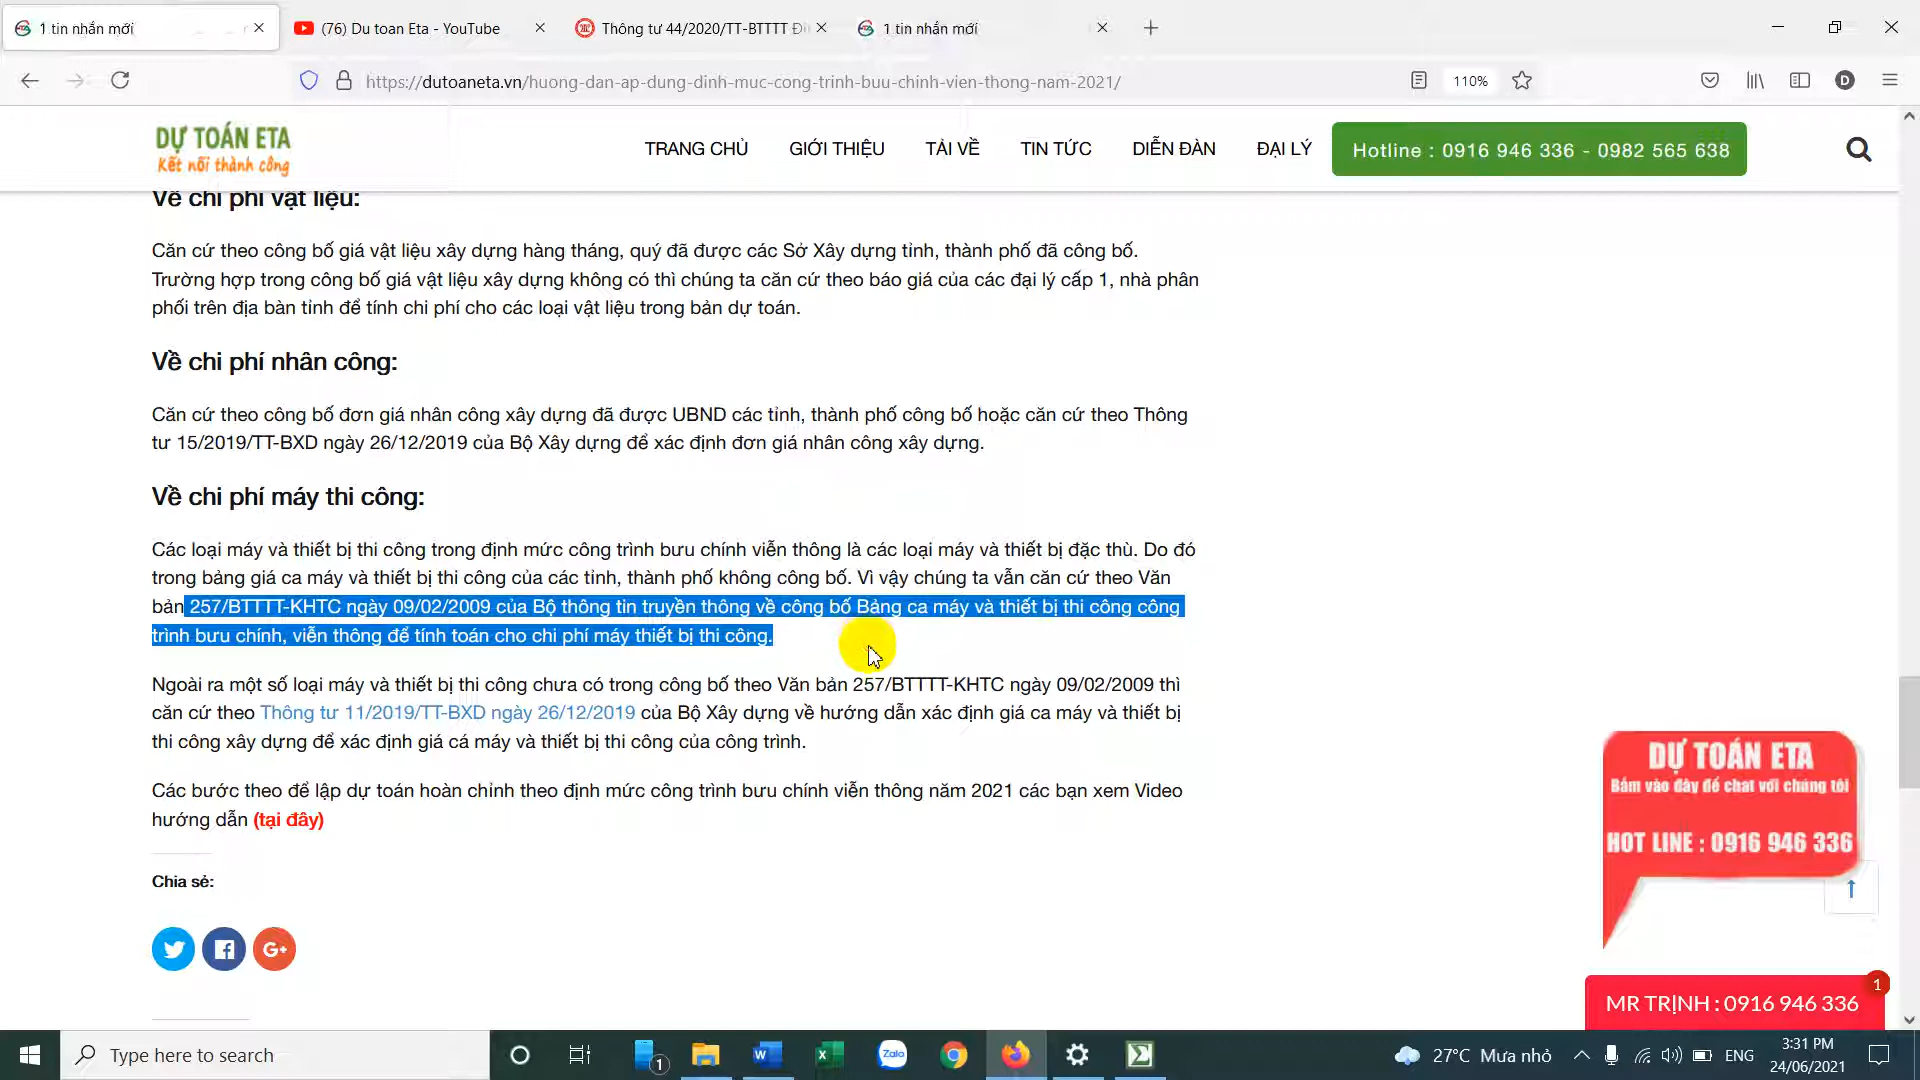 1 tin nhắn mới
(76) Du toan Eta - YouTube
Thông tư 44/2020/TT-BTTTT Đị
1 tin nhắn mới
https://dutoaneta.vn/huong-dan-ap-dung-dinh-muc-cong-trinh-buu-chinh-vien-thong-nam-2021/
110%
D
DỰ TOÁN ETA
Kết nối thành công
TRANG CHỦ
GIỚI THIỆU
TẢI VỀ
TIN TỨC
DIỄN ĐÀN
ĐẠI LÝ
Hotline : 0916 946 336 - 0982 565 638
Về chi phí vật liệu:
Căn cứ theo công bố giá vật liệu xây dựng hàng tháng, quý đã được các Sở Xây dựng tỉnh, thành phố đã công bố.
Trường hợp trong công bố giá vật liệu xây dựng không có thì chúng ta căn cứ theo báo giá của các đại lý cấp 1, nhà phân
phối trên địa bàn tỉnh để tính chi phí cho các loại vật liệu trong bản dự toán.
Về chi phí nhân công:
Căn cứ theo công bố đơn giá nhân công xây dựng đã được UBND các tỉnh, thành phố công bố hoặc căn cứ theo Thông
tư 15/2019/TT-BXD ngày 26/12/2019 của Bộ Xây dựng để xác định đơn giá nhân công xây dựng.
Về chi phí máy thi công:
Các loại máy và thiết bị thi công trong định mức công trình bưu chính viễn thông là các loại máy và thiết bị đặc thù. Do đó
trong bảng giá ca máy và thiết bị thi công của các tỉnh, thành phố không công bố. Vì vậy chúng ta vẫn căn cứ theo Văn
bản 257/BTTTT-KHTC ngày 09/02/2009 của Bộ thông tin truyền thông về công bố Bảng ca máy và thiết bị thi công công
trình bưu chính, viễn thông để tính toán cho chi phí máy thiết bị thi công.
Ngoài ra một số loại máy và thiết bị thi công chưa có trong công bố theo Văn bản 257/BTTTT-KHTC ngày 09/02/2009 thì
căn cứ theo Thông tư 11/2019/TT-BXD ngày 26/12/2019 của Bộ Xây dựng về hướng dẫn xác định giá ca máy và thiết bị
thi công xây dựng để xác định giá cá máy và thiết bị thi công của công trình.
Các bước theo để lập dự toán hoàn chỉnh theo định mức công trình bưu chính viễn thông năm 2021 các bạn xem Video
hướng dẫn (tại đây)
Chia sẻ:
G+
DỰ TOÁN ETA
Bấm vào đây để chat với chúng tôi
HOT LINE : 0916 946 336
1
MR TRỊNH : 0916 946 336
Type here to search
1
Zalo
27°C Mưa nhỏ
ENG
3:31 PM
24/06/2021